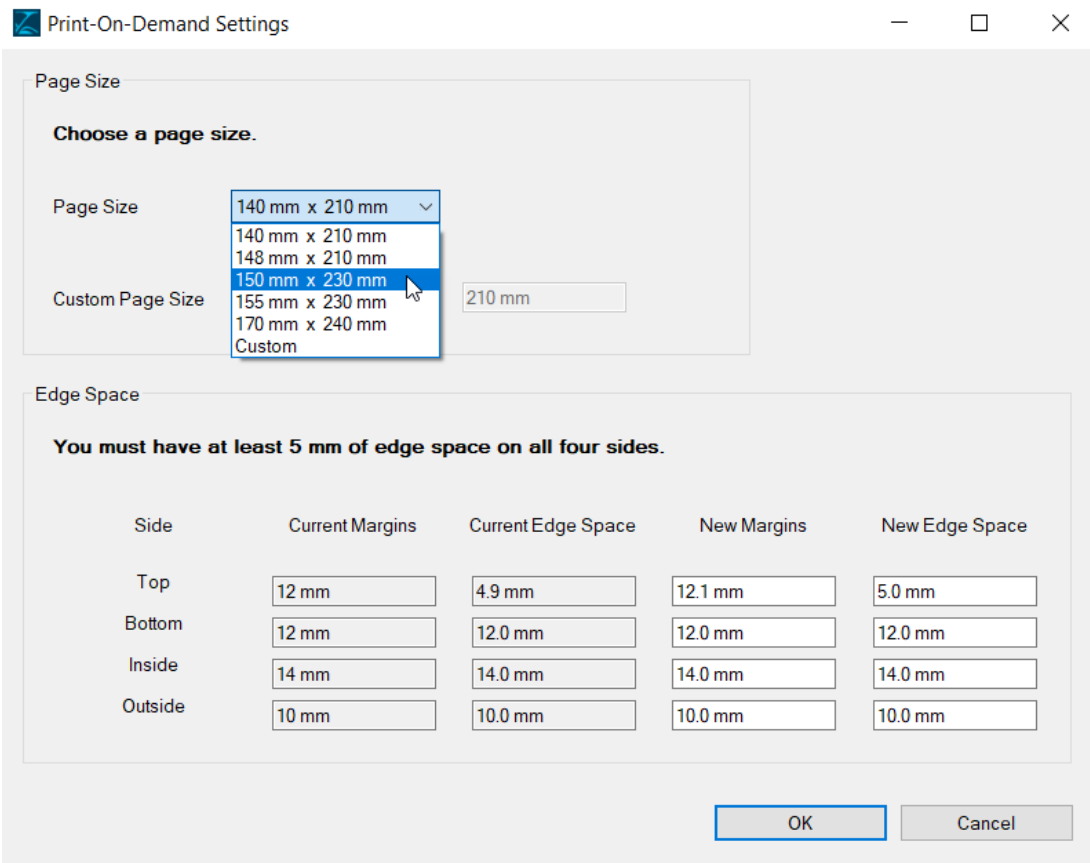 Print-On-Demand Settings
Page Size
Choose a page size.
Page Size 140 mm x 210 mm
140 mm x 210 mm
148 mm x 210 mm
150 mm x 230 mm
Custom Page Size 210 mm
155 mm x 230 mm
170 mm x 240 mm
Custom
Edge Space
You must have at least 5 mm of edge space on all four sides.
Side Current Margins Current Edge Space New Margins New Edge Space
Top 12 mm 4.9 mm 12.1 mm 5.0 mm
Bottom 12 mm 12.0 mm 12.0 mm 12.0 mm
Inside 14 mm 14.0 mm 14.0 mm 14.0 mm
Outside 10 mm 10.0 mm 10.0 mm 10.0 mm
OK Cancel